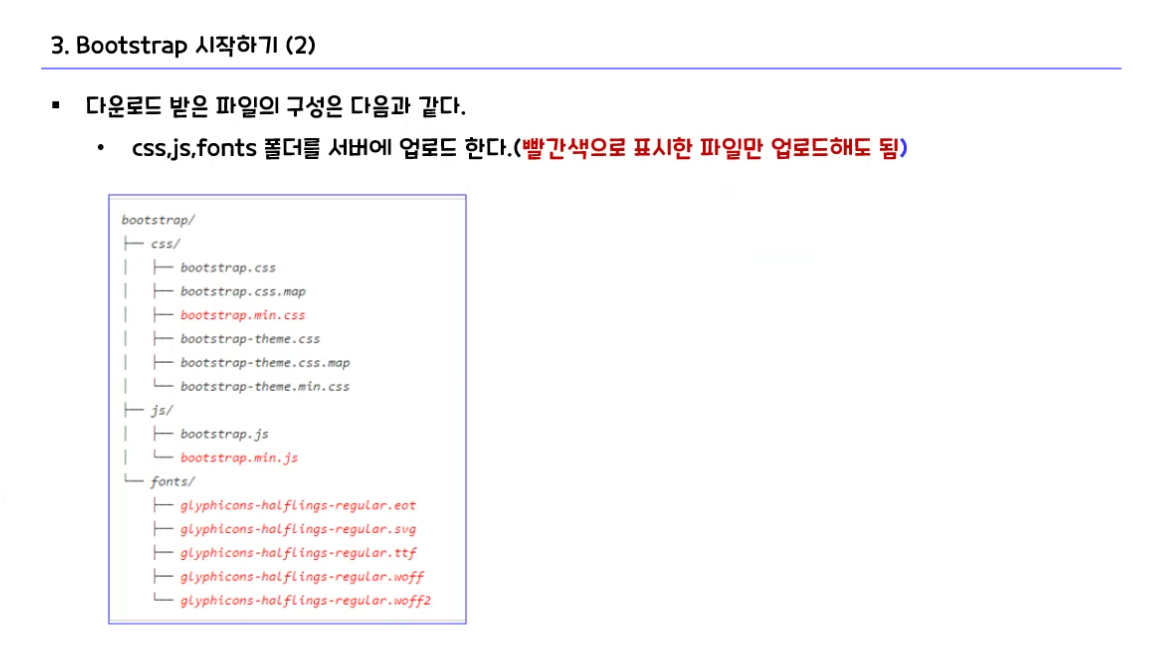 3. Bootstrap 시작하기 (2)
▪ 다운로드 받은 파일의 구성은 다음과 같다.
• css,js,fonts 폴더를 서버에 업로드 한다.(빨간색으로 표시한 파일만 업로드해도 됨)
bootstrap/
├── css/
│   ├── bootstrap.css
│   ├── bootstrap.css.map
│   ├── bootstrap.min.css
│   ├── bootstrap-theme.css
│   ├── bootstrap-theme.css.map
│   └── bootstrap-theme.min.css
├── js/
│   ├── bootstrap.js
│   └── bootstrap.min.js
└── fonts/
    ├── glyphicons-halflings-regular.eot
    ├── glyphicons-halflings-regular.svg
    ├── glyphicons-halflings-regular.ttf
    ├── glyphicons-halflings-regular.woff
    └── glyphicons-halflings-regular.woff2